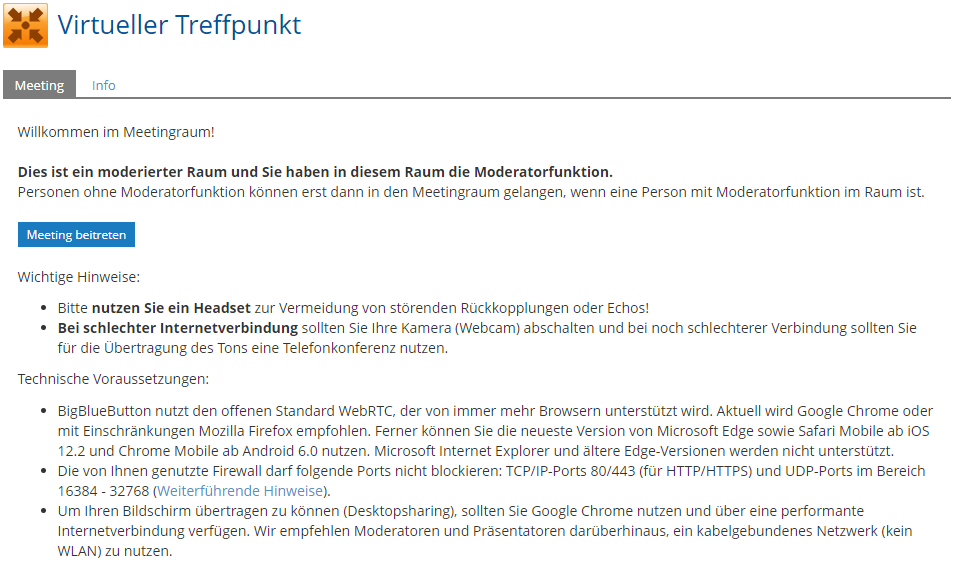 Virtueller Treffpunkt
Meeting Info
Willkommen im Meetingraum!
Dies ist ein moderierter Raum und Sie haben in diesem Raum die Moderatorfunktion.
Personen ohne Moderatorfunktion können erst dann in den Meetingraum gelangen, wenn eine Person mit Moderatorfunktion im Raum ist.
Meeting beitreten
Wichtige Hinweise:
• Bitte nutzen Sie ein Headset zur Vermeidung von störenden Rückkopplungen oder Echos!
• Bei schlechter Internetverbindung sollten Sie Ihre Kamera (Webcam) abschalten und bei noch schlechterer Verbindung sollten Sie
für die Übertragung des Tons eine Telefonkonferenz nutzen.
Technische Voraussetzungen:
• BigBlueButton nutzt den offenen Standard WebRTC, der von immer mehr Browsern unterstützt wird. Aktuell wird Google Chrome oder
mit Einschränkungen Mozilla Firefox empfohlen. Ferner können Sie die neueste Version von Microsoft Edge sowie Safari Mobile ab iOS
12.2 und Chrome Mobile ab Android 6.0 nutzen. Microsoft Internet Explorer und ältere Edge-Versionen werden nicht unterstützt.
• Die von Ihnen genutzte Firewall darf folgende Ports nicht blockieren: TCP/IP-Ports 80/443 (für HTTP/HTTPS) und UDP-Ports im Bereich
16384 - 32768 (Weiterführende Hinweise).
• Um Ihren Bildschirm übertragen zu können (Desktopsharing), sollten Sie Google Chrome nutzen und über eine performante
Internetverbindung verfügen. Wir empfehlen Moderatoren und Präsentatoren darüberhinaus, ein kabelgebundenes Netzwerk (kein
WLAN) zu nutzen.